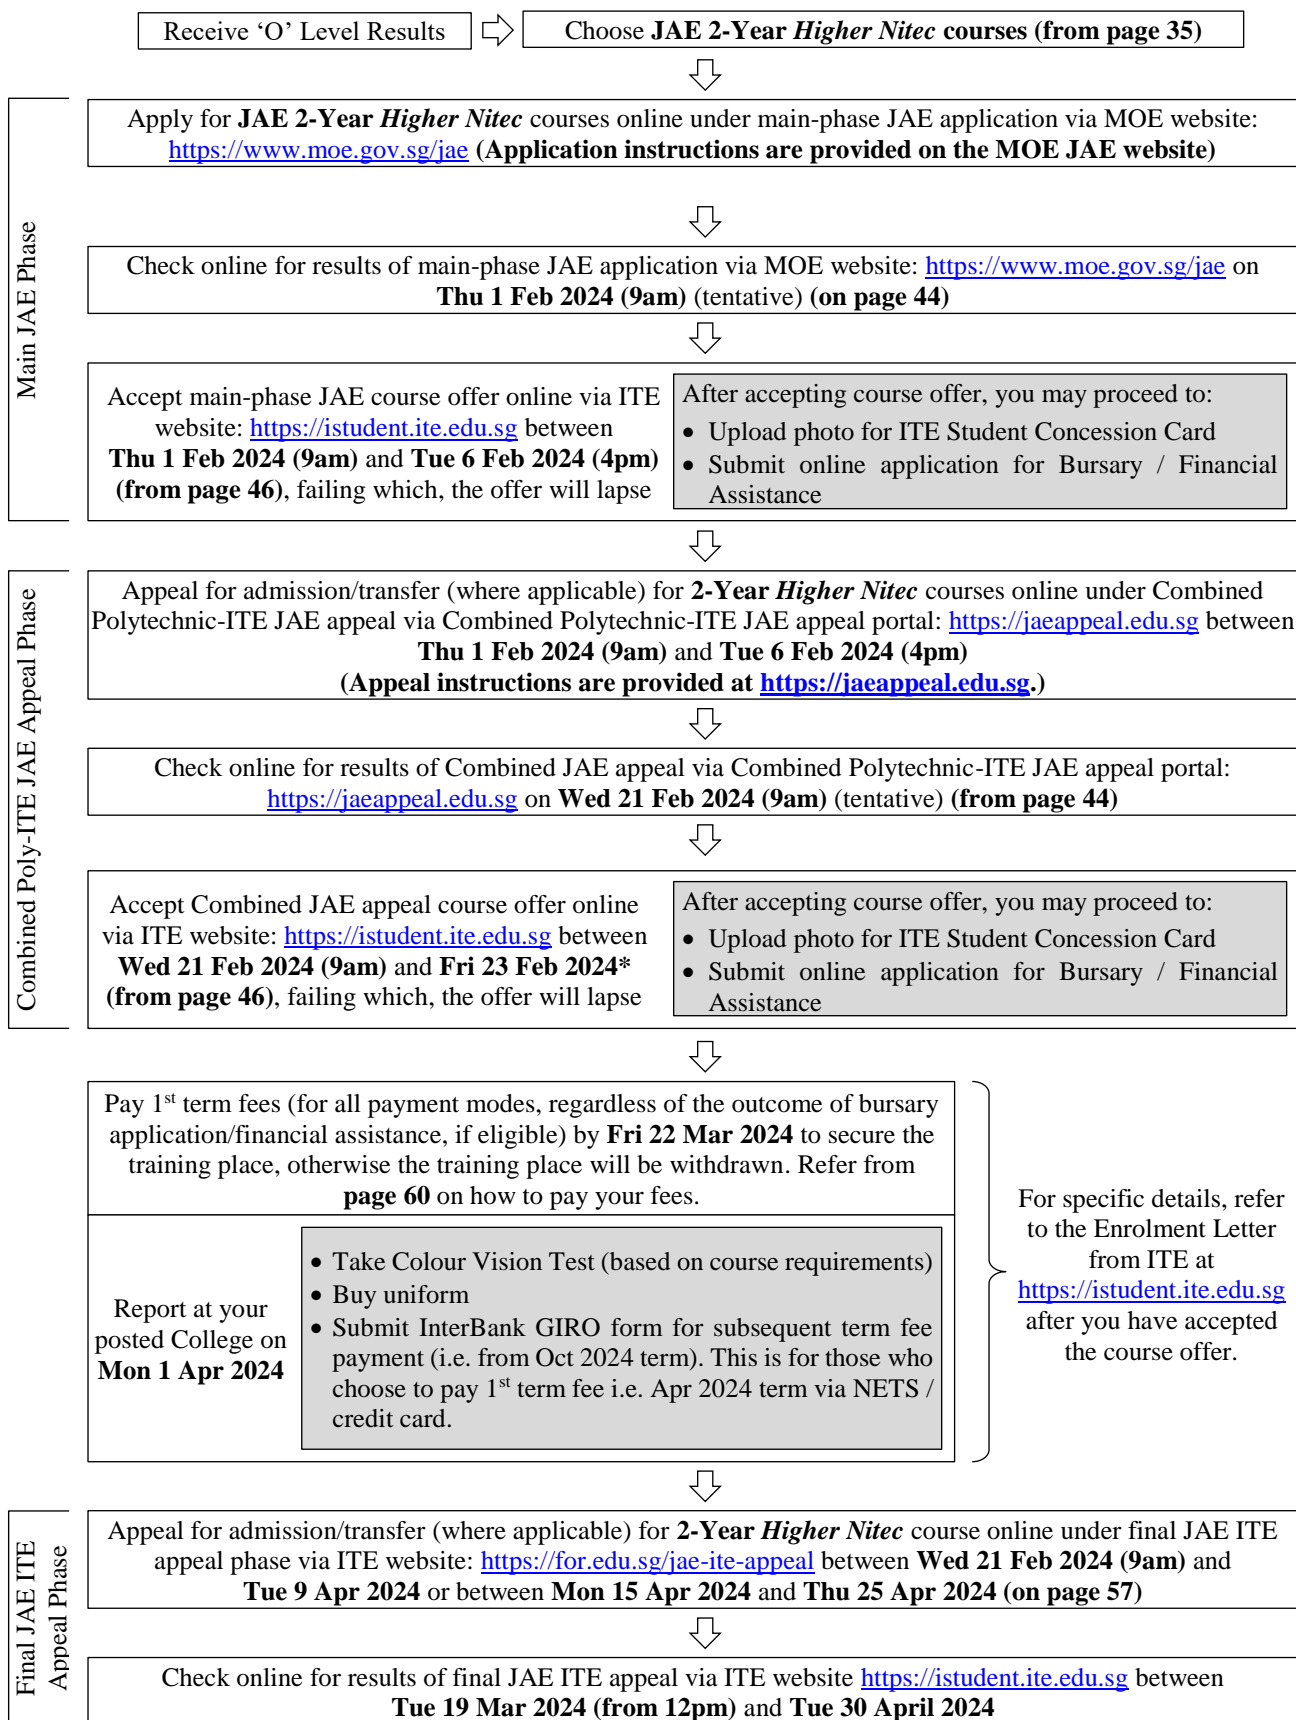 Receive ‘O’ Level Results
Choose JAE 2-Year Higher Nitec courses (from page 35)
Main JAE Phase
Apply for JAE 2-Year Higher Nitec courses online under main-phase JAE application via MOE website:
https://www.moe.gov.sg/jae (Application instructions are provided on the MOE JAE website)
Check online for results of main-phase JAE application via MOE website: https://www.moe.gov.sg/jae on
Thu 1 Feb 2024 (9am) (tentative) (on page 44)
Accept main-phase JAE course offer online via ITE
website: https://istudent.ite.edu.sg between
Thu 1 Feb 2024 (9am) and Tue 6 Feb 2024 (4pm)
(from page 46), failing which, the offer will lapse
After accepting course offer, you may proceed to:
• Upload photo for ITE Student Concession Card
• Submit online application for Bursary / Financial
Assistance
Combined Poly-ITE JAE Appeal Phase
Appeal for admission/transfer (where applicable) for 2-Year Higher Nitec courses online under Combined
Polytechnic-ITE JAE appeal via Combined Polytechnic-ITE JAE appeal portal: https://jaeappeal.edu.sg between
Thu 1 Feb 2024 (9am) and Tue 6 Feb 2024 (4pm)
(Appeal instructions are provided at https://jaeappeal.edu.sg.)
Check online for results of Combined JAE appeal via Combined Polytechnic-ITE JAE appeal portal:
https://jaeappeal.edu.sg on Wed 21 Feb 2024 (9am) (tentative) (from page 44)
Accept Combined JAE appeal course offer online
via ITE website: https://istudent.ite.edu.sg between
Wed 21 Feb 2024 (9am) and Fri 23 Feb 2024*
(from page 46), failing which, the offer will lapse
After accepting course offer, you may proceed to:
• Upload photo for ITE Student Concession Card
• Submit online application for Bursary / Financial
Assistance
Pay 1st term fees (for all payment modes, regardless of the outcome of bursary
application/financial assistance, if eligible) by Fri 22 Mar 2024 to secure the
training place, otherwise the training place will be withdrawn. Refer from
page 60 on how to pay your fees.
Report at your
posted College on
Mon 1 Apr 2024
• Take Colour Vision Test (based on course requirements)
• Buy uniform
• Submit InterBank GIRO form for subsequent term fee
payment (i.e. from Oct 2024 term). This is for those who
choose to pay 1st term fee i.e. Apr 2024 term via NETS /
credit card.
For specific details, refer
to the Enrolment Letter
from ITE at
https://istudent.ite.edu.sg
after you have accepted
the course offer.
Final JAE ITE
Appeal Phase
Appeal for admission/transfer (where applicable) for 2-Year Higher Nitec course online under final JAE ITE
appeal phase via ITE website: https://for.edu.sg/jae-ite-appeal between Wed 21 Feb 2024 (9am) and
Tue 9 Apr 2024 or between Mon 15 Apr 2024 and Thu 25 Apr 2024 (on page 57)
Check online for results of final JAE ITE appeal via ITE website https://istudent.ite.edu.sg between
Tue 19 Mar 2024 (from 12pm) and Tue 30 April 2024